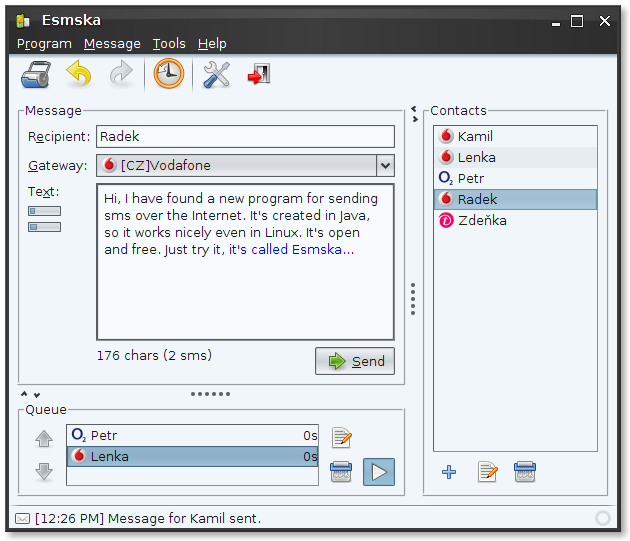 Esmska
Program Message Tools Help
Message
Recipient: Radek
Gateway: [CZ]Vodafone
Text:
Hi, I have found a new program for sending
sms over the Internet. It's created in Java,
so it works nicely even in Linux. It's open
and free. Just try it, it's called Esmska...
176 chars (2 sms)
Send
Queue
O2 Petr 0s
Lenka 0s
Contacts
Kamil
Lenka
O2 Petr
Radek
Zdeňka
[12:26 PM] Message for Kamil sent.